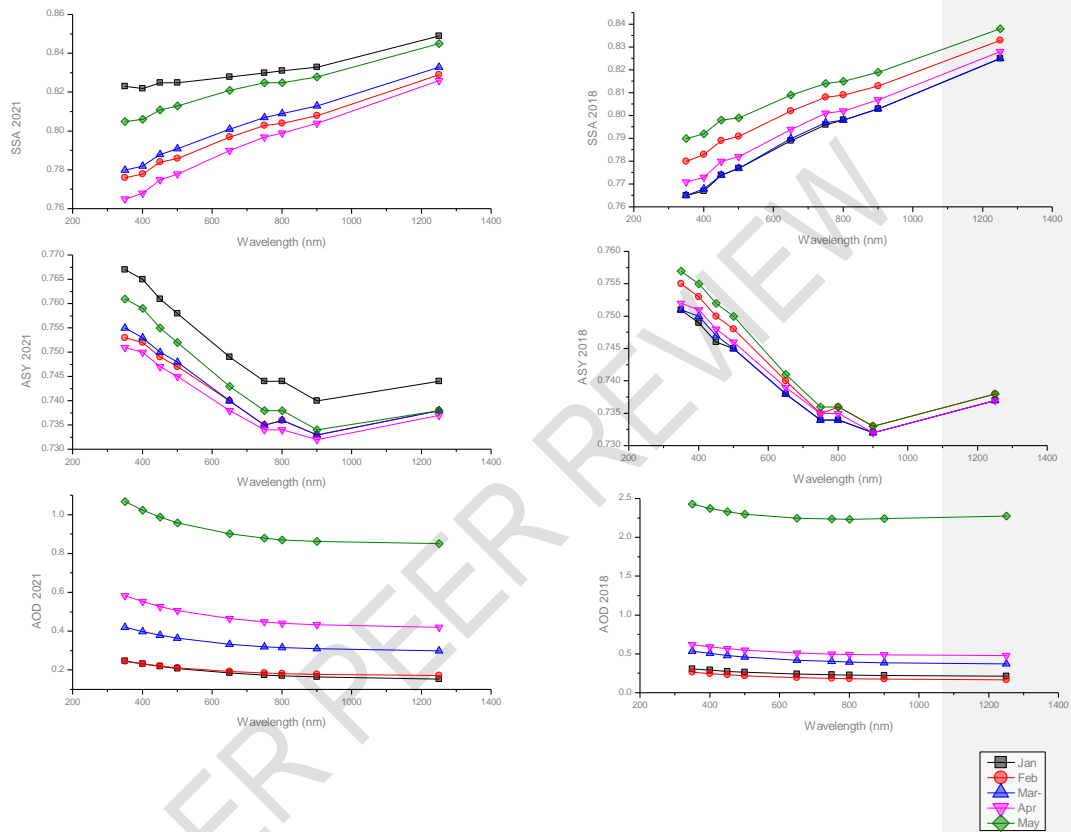 0.86
0.84
0.82
0.80
0.78
0.76
SSA 2021
200 400 600 800 1000 1200 1400
Wavelength (nm)
0.84
0.83
0.82
0.81
0.80
0.79
0.78
0.77
0.76
SSA 2018
200 400 600 800 1000 1200 1400
Wavelength (nm)
0.770
0.765
0.760
0.755
0.750
0.745
0.740
0.735
0.730
ASY 2021
200 400 600 800 1000 1200 1400
Wavelength (nm)
0.760
0.755
0.750
0.745
0.740
0.735
0.730
ASY 2018
200 400 600 800 1000 1200 1400
Wavelength (nm)
1.0
0.8
0.6
0.4
0.2
AOD 2021
200 400 600 800 1000 1200 1400
Wavelength (nm)
2.5
2.0
1.5
1.0
0.5
0.0
AOD 2018
200 400 600 800 1000 1200 1400
Wavelength (nm)
Jan
Feb
Mar-
Apr
May
ER PEER REVIEW